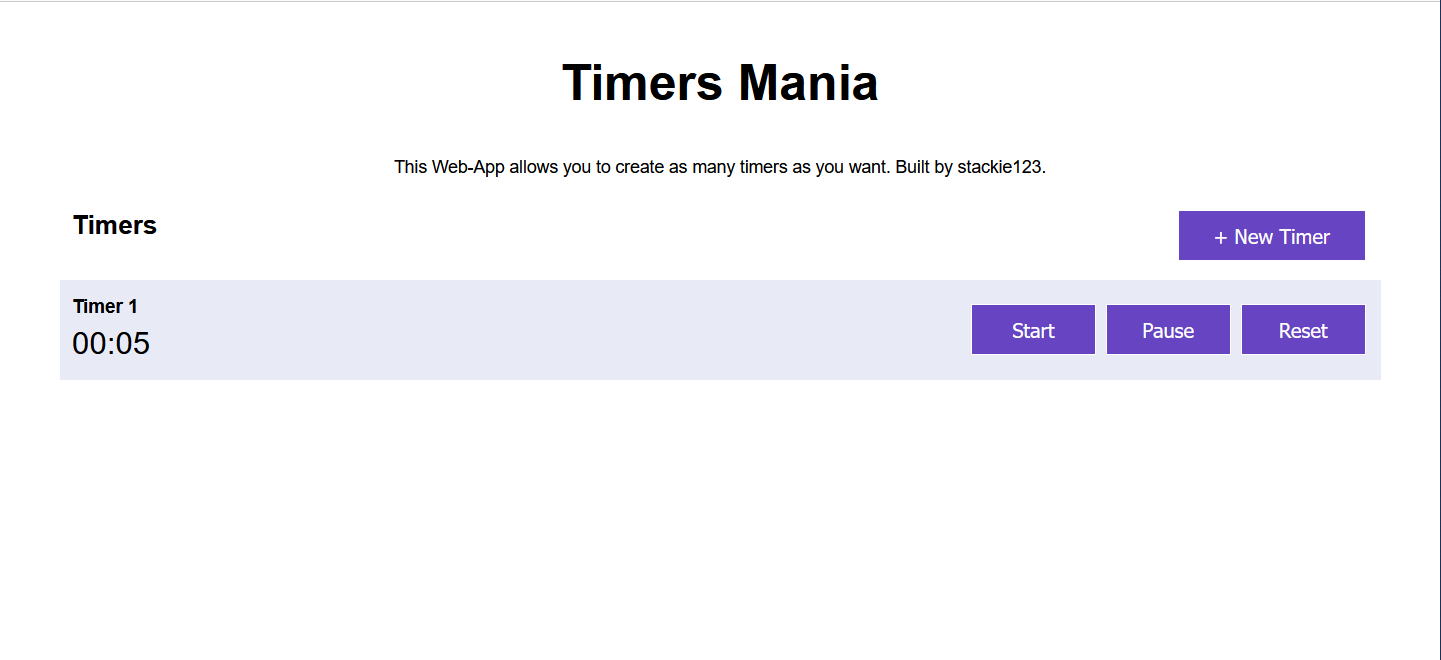 Timers Mania
This Web-App allows you to create as many timers as you want. Built by stackie123.
Timers
+ New Timer
Timer 1
00:05
Start
Pause
Reset